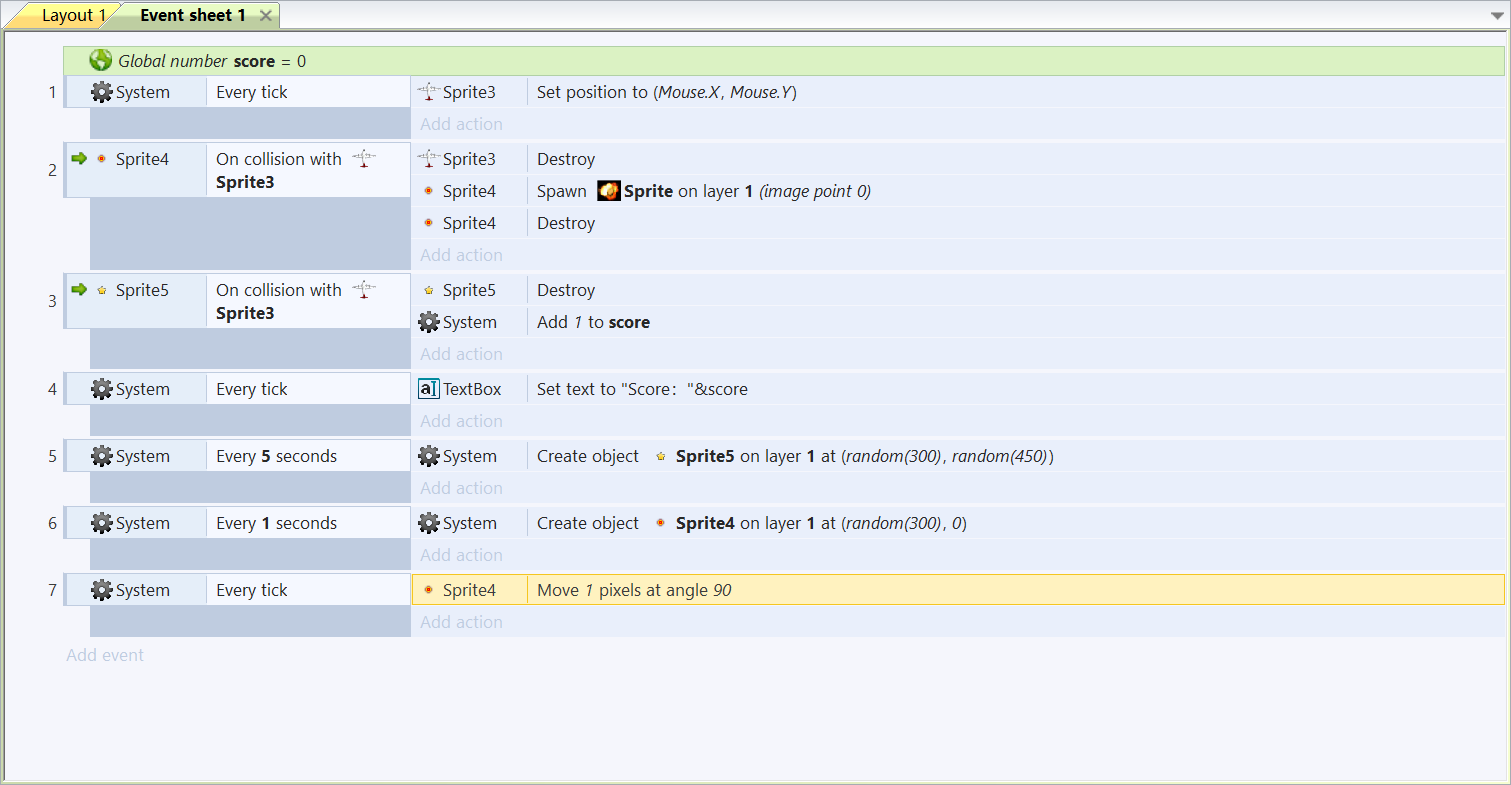 Layout 1
Event sheet 1
Global number score = 0
1 System Every tick Sprite3 Set position to (Mouse.X, Mouse.Y)
Add action
2 Sprite4 On collision with Sprite3 Sprite3 Destroy
Sprite4 Spawn Sprite on layer 1 (image point 0)
Sprite4 Destroy
Add action
3 Sprite5 On collision with Sprite3 Sprite5 Destroy
System Add 1 to score
Add action
4 System Every tick aI TextBox Set text to "Score： "&score
Add action
5 System Every 5 seconds System Create object Sprite5 on layer 1 at (random(300), random(450))
Add action
6 System Every 1 seconds System Create object Sprite4 on layer 1 at (random(300), 0)
Add action
7 System Every tick Sprite4 Move 1 pixels at angle 90
Add action
Add event